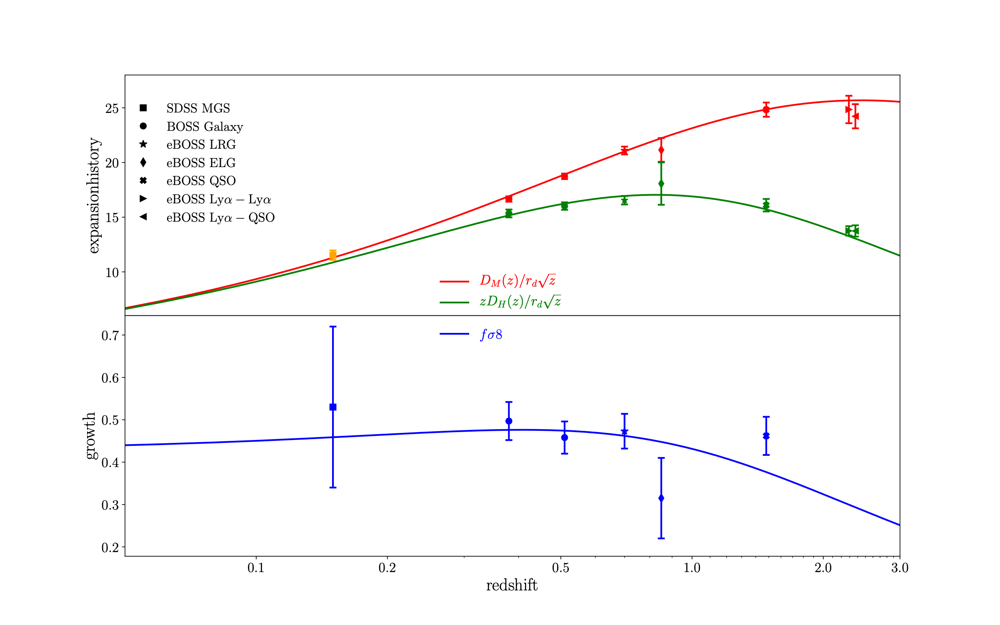 expansionhistory
25
20
15
10
SDSS MGS
BOSS Galaxy
eBOSS LRG
eBOSS ELG
eBOSS QSO
eBOSS Lyα − Lyα
eBOSS Lyα − QSO
D_M(z)/r_d√z
zD_H(z)/r_d√z
growth
0.7
0.6
0.5
0.4
0.3
0.2
fσ8
0.1 0.2 0.5 1.0 2.0 3.0
redshift